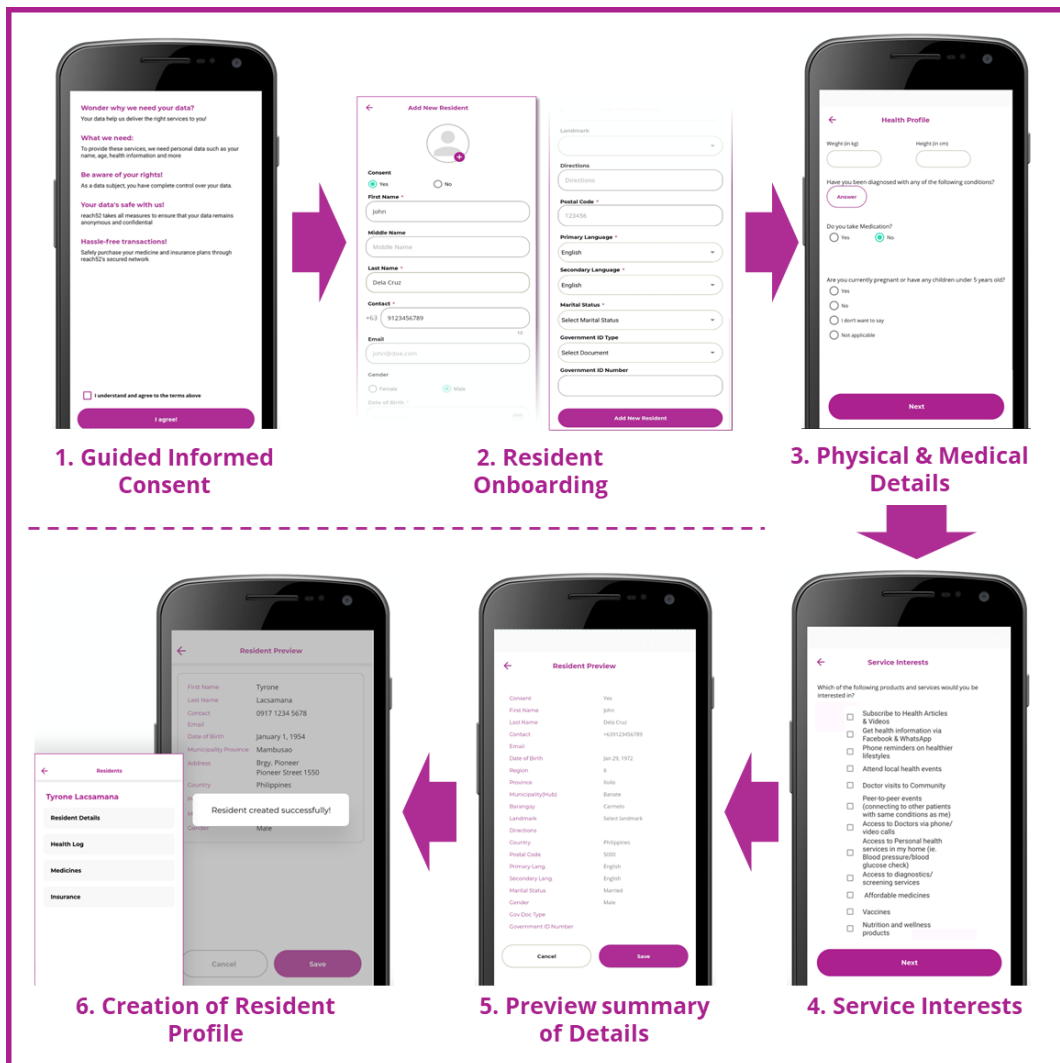 Wonder why we need your data?
Your data help us deliver the right services to you!
What we need:
To provide these services, we need personal data such as your
name, age, health information and more
Be aware of your rights!
As a data subject, you have complete control over your data.
Your data's safe with us!
reach52 takes all measures to ensure that your data remains
anonymous and confidential
Hassle-free transactions!
Safely purchase your medicine and insurance plans through
reach52's secured network
I understand and agree to the terms above
I agree!
1. Guided Informed
Consent
Add New Resident
Consent
Yes
No
First Name *
John
Middle Name
Middle Name
Last Name *
Dela Cruz
Contact *
+63
9123456789
10
Email
john@doe.com
Gender
Female
Male
Date of Birth *
Landmark
Directions
Directions
Postal Code *
123456
Primary Language *
English
Secondary Language *
English
Marital Status *
Select Marital Status
Government ID Type
Select Document
Government ID Number
Add New Resident
2. Resident
Onboarding
Health Profile
Weight (in kg)
Height (in cm)
Have you been diagnosed with any of the following conditions?
Answer
Do you take Medication?
Yes
No
Are you currently pregnant or have any children under 5 years old?
Yes
No
I don't want to say
Not applicable
Next
3. Physical & Medical
Details
Service Interests
Which of the following products and services would you be
interested in?
Subscribe to Health Articles
& Videos
Get health information via
Facebook & WhatsApp
Phone reminders on healthier
lifestyles
Attend local health events
Doctor visits to Community
Peer-to-peer events
(connecting to other patients
with same conditions as me)
Access to Doctors via phone/
video calls
Access to Personal health
services in my home (ie.
Blood pressure/blood
glucose check)
Access to diagnostics/
screening services
Affordable medicines
Vaccines
Nutrition and wellness
products
Next
4. Service Interests
Resident Preview
Consent Yes
First Name John
Last Name Dela Cruz
Contact +639123456789
Email
Date of Birth Jan 29, 1972
Region 6
Province Iloilo
Municipality(Hub) Banate
Barangay Carmelo
Landmark Select landmark
Directions
Country Philippines
Postal Code 5000
Primary Lang. English
Secondary Lang. English
Marital Status Married
Gender Male
Gov Doc Type
Government ID Number
Cancel
Save
5. Preview summary
of Details
Resident Preview
First Name Tyrone
Last Name Lacsamana
Contact 0917 1234 5678
Email
Date of Birth January 1, 1954
Municipality Province Mambusao
Address Brgy. Pioneer
Pioneer Street 1550
Country Philippines
Resident created successfully!
Gender Male
Cancel
Save
Residents
Tyrone Lacsamana
Resident Details
Health Log
Medicines
Insurance
6. Creation of Resident
Profile